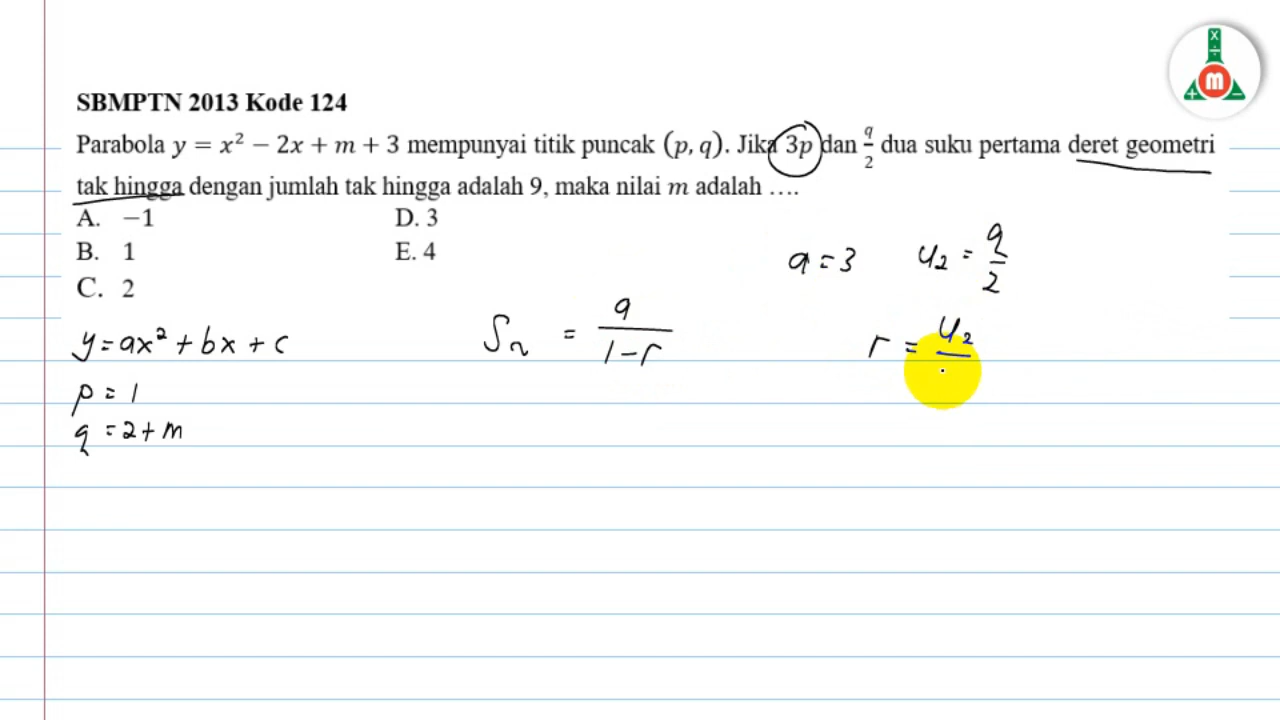 SBMPTN 2013 Kode 124
Parabola y = x² − 2x + m + 3 mempunyai titik puncak (p, q). Jika 3p dan q/2 dua suku pertama deret geometri
tak hingga dengan jumlah tak hingga adalah 9, maka nilai m adalah ….
A. −1 D. 3
B. 1 E. 4
C. 2
a = 3 u₂ = q/2
y = ax² + bx + c
Sₙ = a/(1−r)
r = u₂
p = 1
q = 2 + m
m